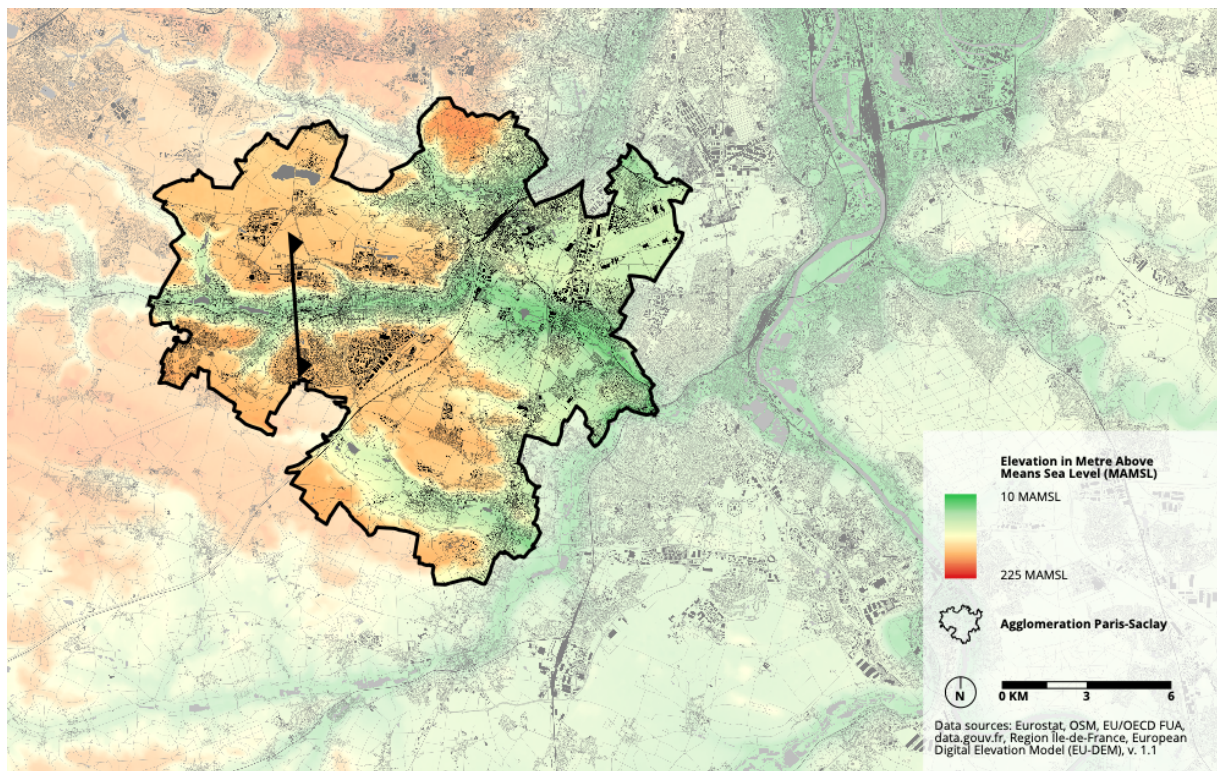 Elevation in Metre Above
Means Sea Level (MAMSL)
10 MAMSL
225 MAMSL
Agglomeration Paris-Saclay
N
0 KM 3 6
Data sources: Eurostat, OSM, EU/OECD FUA,
data.gouv.fr, Region Île-de-France, European
Digital Elevation Model (EU-DEM), v. 1.1